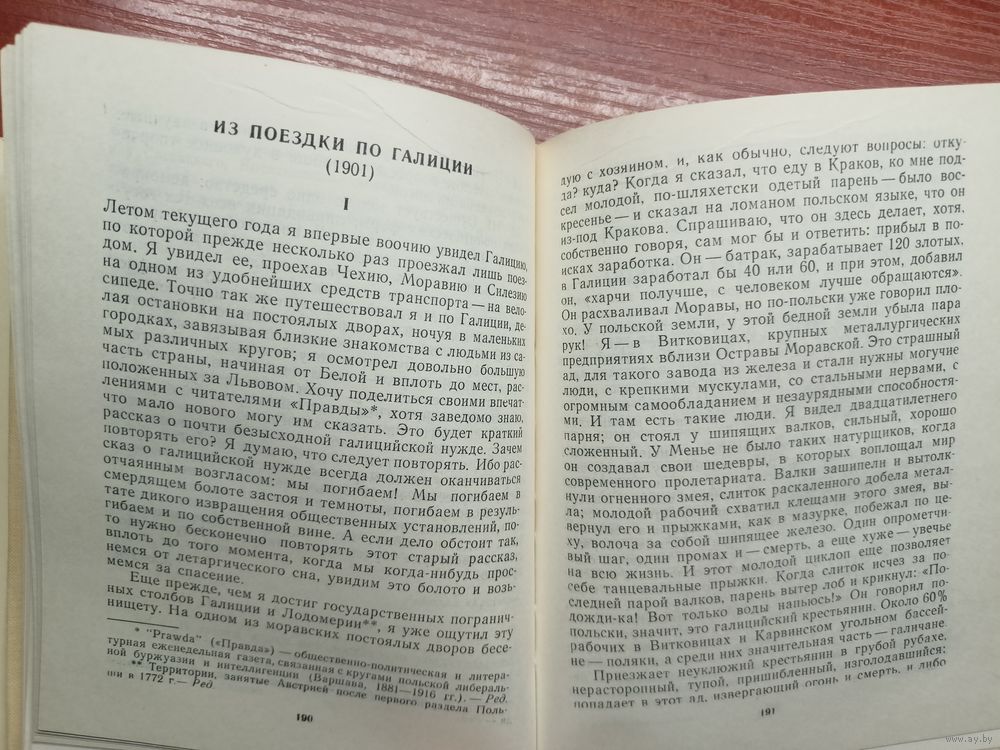 ИЗ ПОЕЗДКИ ПО ГАЛИЦИИ
(1901)
I
Летом текущего года я впервые воочию увидел Галицию,
по которой прежде несколько раз проезжал лишь поез-
дом. Я увидел ее, проехав Чехию, Моравию и Силезию
на одном из удобнейших средств транспорта — на вело-
сипеде. Точно так же путешествовал я и по Галиции, де-
лая остановки на постоялых дворах, ночуя в маленьких
городках, завязывая близкие знакомства с людьми из са-
мых различных кругов; я осмотрел довольно большую
часть страны, начиная от Белой и вплоть до мест, рас-
положенных за Львовом. Хочу поделиться своими впечат-
лениями с читателями «Правды»*, хотя заведомо знаю,
что мало нового могу им сказать. Это будет краткий
рассказ о почти безысходной галицийской нужде. Зачем
повторять его? Я думаю, что следует повторять. Ибо рас-
сказ о галицийской нужде всегда должен оканчиваться
отчаянным возгласом: мы погибаем! Мы погибаем в
смердящем болоте застоя и темноты, погибаем в резуль-
тате дикого извращения общественных установлений, по-
гибаем и по собственной вине. А если дело обстоит так,
то нужно бесконечно повторять этот старый рассказ,
вплоть до того момента, когда мы когда-нибудь прос-
немся от летаргического сна, увидим это болото и возь-
мемся за спасение.
Еще прежде, чем я достиг государственных погранич-
ных столбов Галиции и Лодомерии**, я уже ощутил эту
нищету. На одном из моравских постоялых дворов бесе-
* "Prawda" («Правда») — общественно-политическая и литера-
турная еженедельная газета, связанная с кругами польской либераль-
ной буржуазии и интеллигенции (Варшава, 1881—1916 гг.). — Ред.
** Территории, занятые Австрией после первого раздела Поль-
ши в 1772 г.— Ред.
190
дую с хозяином, и, как обычно, следуют вопросы: отку-
да? куда? Когда я сказал, что еду в Краков, ко мне под-
сел молодой, по-шляхетски одетый парень — было вос-
кресенье — и сказал на ломаном польском языке, что он
из-под Кракова. Спрашиваю, что он здесь делает, хотя,
собственно говоря, сам мог бы и ответить: прибыл в по-
исках заработка. Он — батрак, зарабатывает 120 злотых,
в Галиции заработал бы 40 или 60, и при этом, добавил
он, «харчи получше, с человеком лучше обращаются».
Он расхваливал Моравы, но по-польски уже говорил пло-
хо. У польской земли, у этой бедной земли убыла пара
рук! Я — в Витковицах, крупных металлургических
предприятиях вблизи Остравы Моравской. Это страшный
ад, для такого завода из железа и стали нужны могучие
люди, с крепкими мускулами, со стальными нервами, с
огромным самообладанием и незаурядными способностя-
ми. И там есть такие люди. Я видел двадцатилетнего
парня; он стоял у шипящих валков, сильный, хорошо
сложенный. У Менье не было таких натурщиков, когда
он создавал свои шедевры, в которых воплощал мир
современного пролетариата. Валки зашипели и вытолк-
нули огненного змея, слиток раскаленного добела метал-
ла; молодой рабочий схватил клещами этого змея, вы-
вернул его и прыжками, как в мазурке, побежал по це-
ху, волоча за собой шипящее железо. Один опрометчи-
вый шаг, один промах и — смерть, а еще хуже — увечье
на всю жизнь. И этот молодой циклоп еще позволяет
себе танцевальные прыжки. Когда слиток исчез за по-
следней парой валков, парень вытер лоб и крикнул: «По-
дожди-ка! Вот только воды напьюсь!» Он говорил по-
польски, значит, это галицийский крестьянин. Около 60%
рабочих в Витковицах и Карвинском угольном бассей-
не — поляки, а среди них значительная часть — галичане.
Приезжает неуклюжий крестьянин в грубой рубахе,
нерасторопный, тупой, пришибленный, изголодавшийся;
попадает в этот ад, извергающий огонь и смерть, и либо
191
www.ay.by